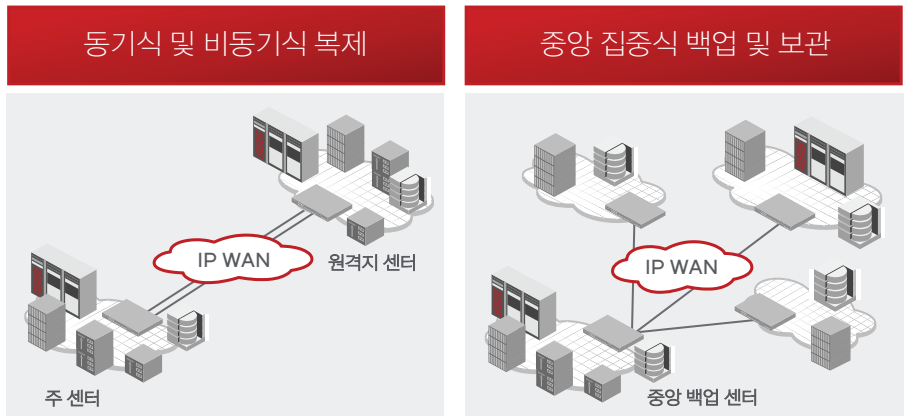 동기식 및 비동기식 복제
IP WAN
원격지 센터
주 센터
중앙 집중식 백업 및 보관
IP WAN
중앙 백업 센터